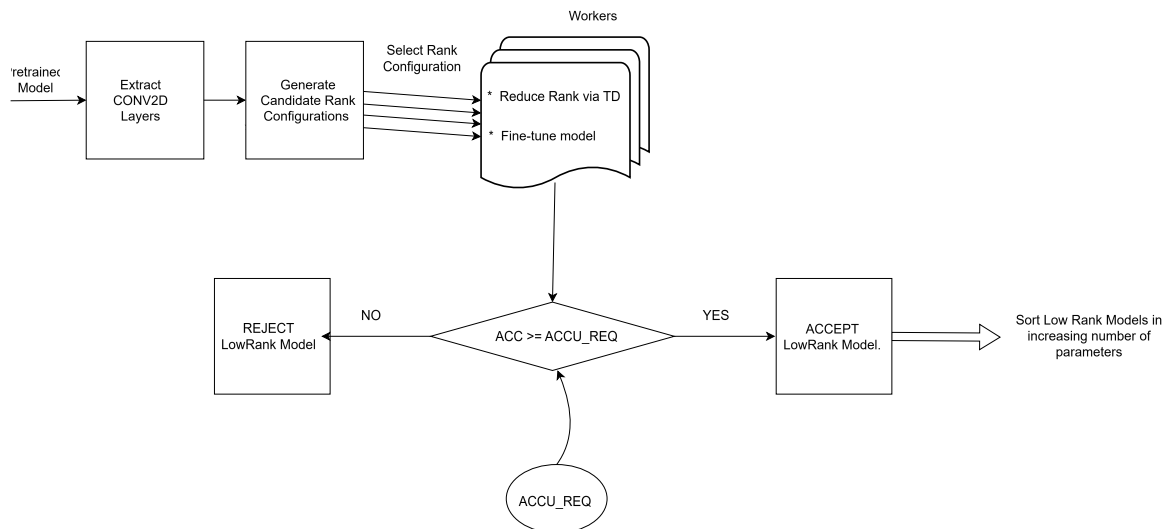 Workers
Model
Extract
CONV2D
Layers
Generate
Candidate Rank
Configurations
Select Rank
Configuration
* Reduce Rank via TD
* Fine-tune model
REJECT
LowRank Model
NO
ACC >= ACCU_REQ
YES
ACCEPT
LowRank Model.
Sort Low Rank Models in
increasing number of
parameters
ACCU_REQ